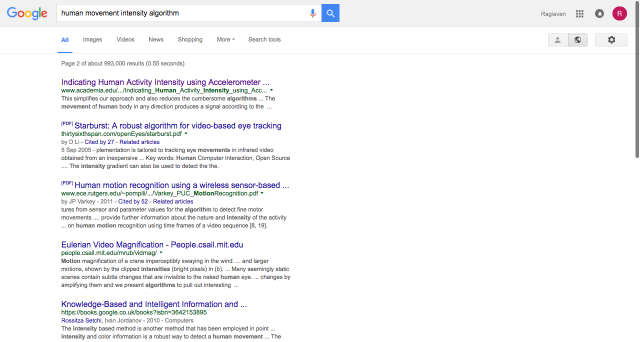 Google human movement intensity algorithm Ragiavan R
All Images Videos News Shopping More Search tools
Page 2 of about 993,000 results (0.55 seconds)
Indicating Human Activity Intensity using Accelerometer ...
www.academia.edu/.../Indicating_Human_Activity_Intensity_using_Acc...
This simplifies our approach and also reduces the cumbersome algorithms ... The
movement of human body in any direction produces a signal according to the ...
[PDF] Starburst: A robust algorithm for video-based eye tracking
thirtysixthspan.com/openEyes/starburst.pdf
by D Li - Cited by 27 - Related articles
5 Sep 2005 - plementation is tailored to tracking eye movements in infrared video
obtained from an inexpensive ... Key words: Human Computer Interaction, Open Source
.... The intensity gradient can also be used to detect the the.
[PDF] Human motion recognition using a wireless sensor-based ...
www.ece.rutgers.edu/~pompili/.../Varkey_PUC_MotionRecognition.pdf
by JP Varkey - 2011 - Cited by 52 - Related articles
tures from sensor and parameter values for the algorithm to detect fine motor
movements ... provide further information about the nature and intensity of the activity
... on human motion recognition using time frames of a video sequence [8, 19].
Eulerian Video Magnification - People.csail.mit.edu
people.csail.mit.edu/mrub/vidmag/
Motion magnification of a crane imperceptibly swaying in the wind. ... and larger
motions, shown by the clipped intensities (bright pixels) in (b). ... Many seemingly static
scenes contain subtle changes that are invisible to the naked human eye. ... changes by
amplifying them and we present algorithms to pull out interesting ...
Knowledge-Based and Intelligent Information and ...
https://books.google.co.uk/books?isbn=3642153895
Rossitza Setchi, Ivan Jordanov - 2010 - Computers
The intensity based method is another method that has been employed in point ...
Intensity and color information is a robust way to detect a human movement ... The